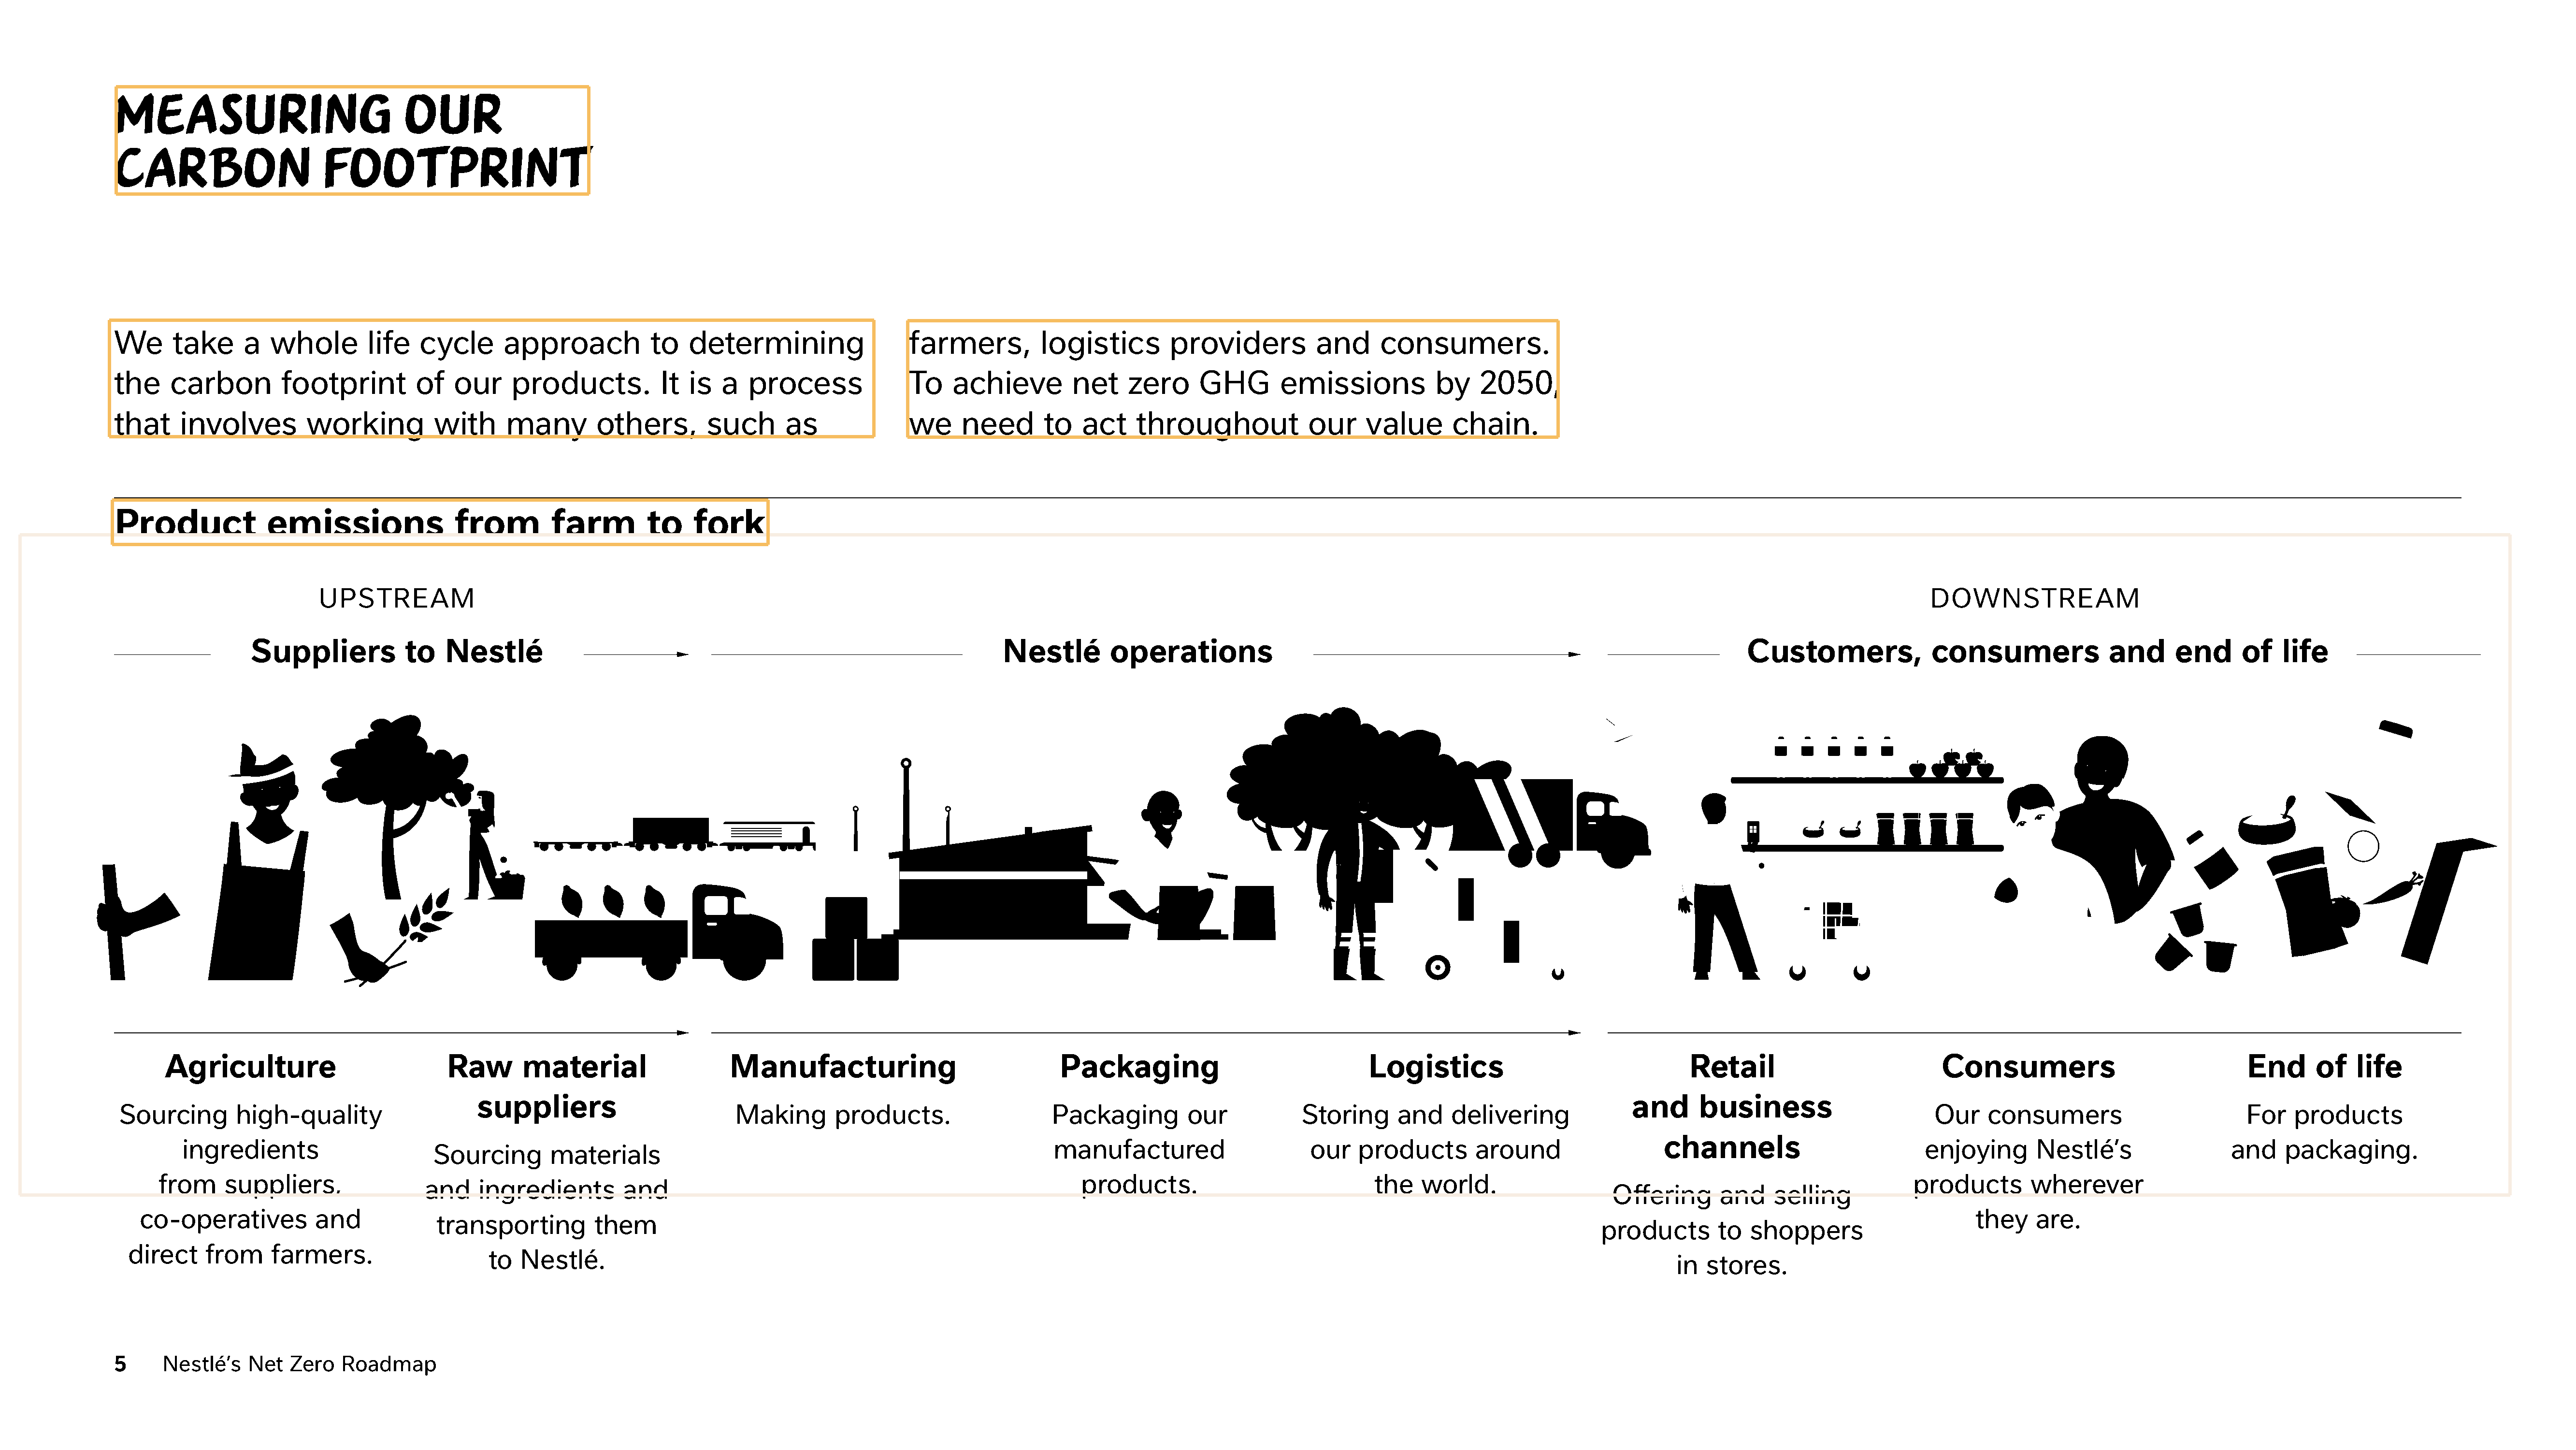 MEASURING OUR
CARBON FOOTPRINT
We take a whole life cycle approach to determining
the carbon footprint of our products. It is a process
that involves working with many others, such as
farmers, logistics providers and consumers.
To achieve net zero GHG emissions by 2050,
we need to act throughout our value chain.
Product emissions from farm to fork
UPSTREAM
Suppliers to Nestlé
Nestlé operations
DOWNSTREAM
Customers, consumers and end of life
Agriculture
Sourcing high-quality
ingredients
from suppliers,
co-operatives and
direct from farmers.
Raw material
suppliers
Sourcing materials
and ingredients and
transporting them
to Nestlé.
Manufacturing
Making products.
Packaging
Packaging our
manufactured
products.
Logistics
Storing and delivering
our products around
the world.
Retail
and business
channels
Offering and selling
products to shoppers
in stores.
Consumers
Our consumers
enjoying Nestlé’s
products wherever
they are.
End of life
For products
and packaging.
5 Nestlé’s Net Zero Roadmap